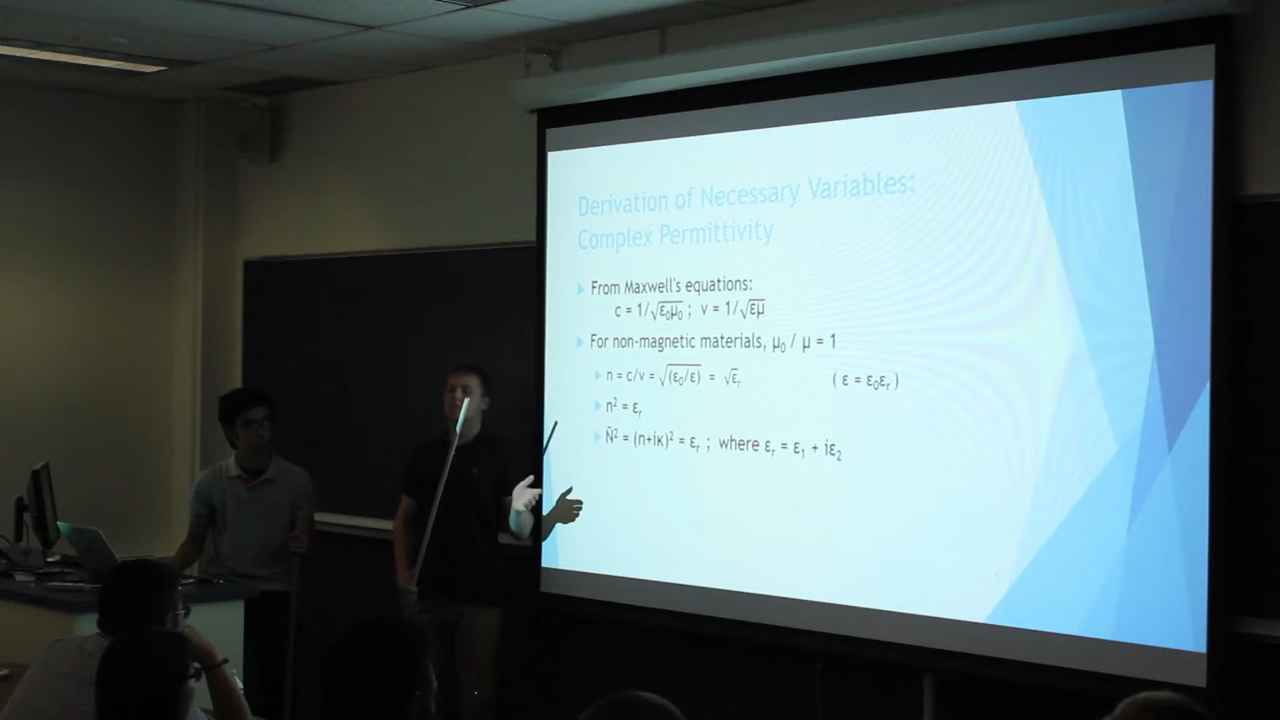 Derivation of Necessary Variables:
Complex Permittivity
From Maxwell's equations:
c = 1/√ε₀μ₀ ; v = 1/√εμ
For non-magnetic materials, μ₀ / μ = 1
n = c/v = √(ε₀/ε) = √εᵣ ( ε = ε₀εᵣ )
n² = εᵣ
Ñ² = (n+iκ)² = εᵣ ; where εᵣ = ε₁ + iε₂